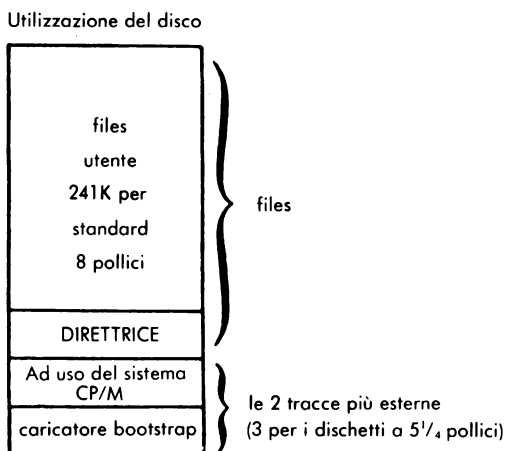 Utilizzazione del disco
files
utente
241K per
standard
8 pollici
files
DIRETTRICE
Ad uso del sistema
CP/M
caricatore bootstrap
le 2 tracce più esterne
(3 per i dischetti a 5¹/₄ pollici)